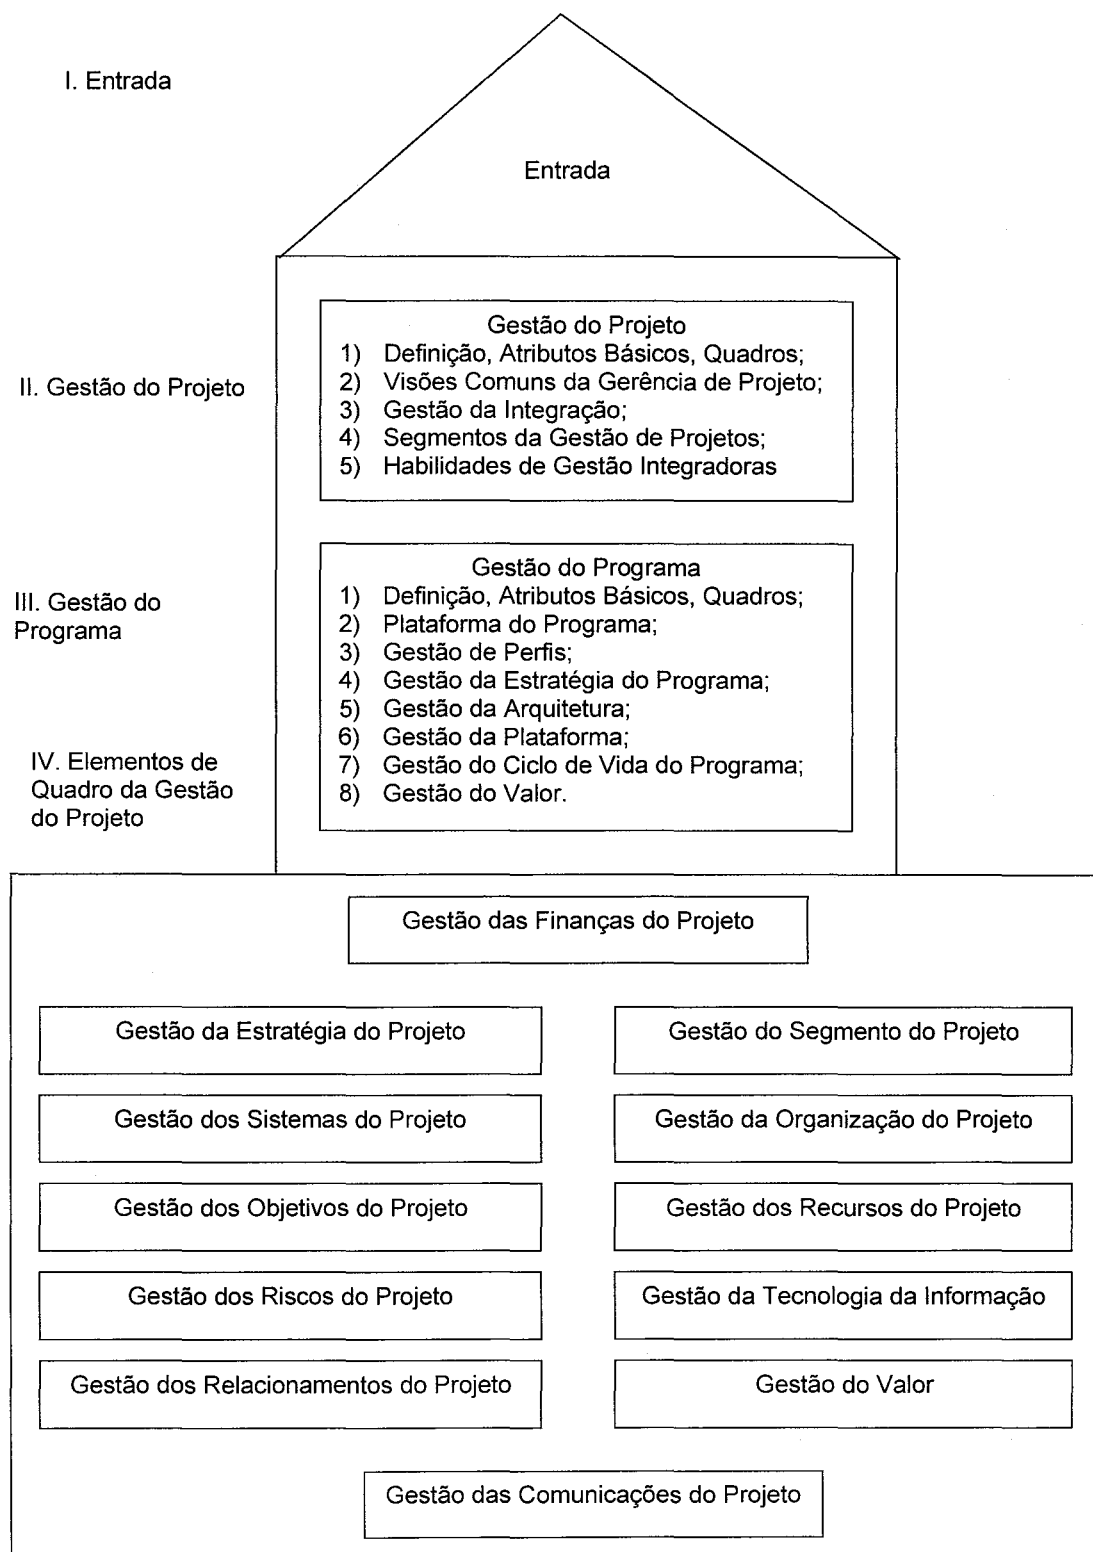 I. Entrada
Entrada
II. Gestão do Projeto
Gestão do Projeto
1) Definição, Atributos Básicos, Quadros;
2) Visões Comuns da Gerência de Projeto;
3) Gestão da Integração;
4) Segmentos da Gestão de Projetos;
5) Habilidades de Gestão Integradoras
III. Gestão do
Programa
Gestão do Programa
1) Definição, Atributos Básicos, Quadros;
2) Plataforma do Programa;
3) Gestão de Perfis;
4) Gestão da Estratégia do Programa;
5) Gestão da Arquitetura;
6) Gestão da Plataforma;
7) Gestão do Ciclo de Vida do Programa;
8) Gestão do Valor.
IV. Elementos de
Quadro da Gestão
do Projeto
Gestão das Finanças do Projeto
Gestão da Estratégia do Projeto
Gestão do Segmento do Projeto
Gestão dos Sistemas do Projeto
Gestão da Organização do Projeto
Gestão dos Objetivos do Projeto
Gestão dos Recursos do Projeto
Gestão dos Riscos do Projeto
Gestão da Tecnologia da Informação
Gestão dos Relacionamentos do Projeto
Gestão do Valor
Gestão das Comunicações do Projeto